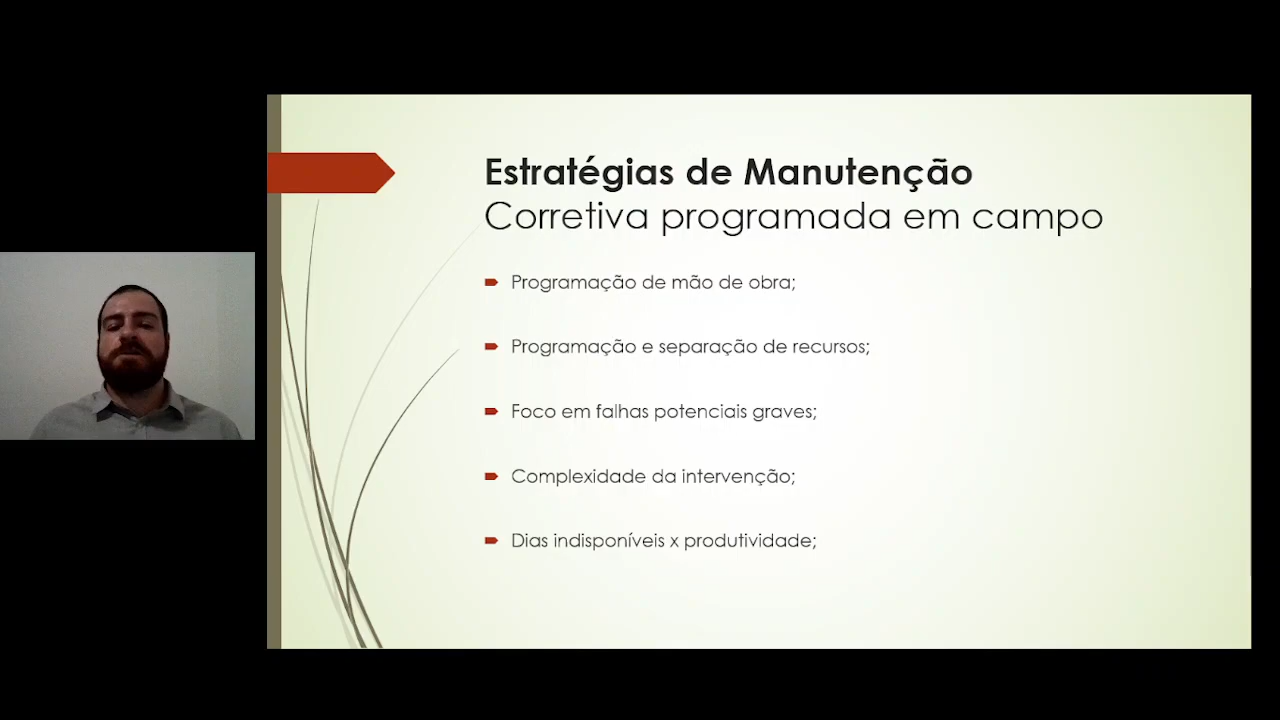 Estratégias de Manutenção
Corretiva programada em campo
Programação de mão de obra;
Programação e separação de recursos;
Foco em falhas potenciais graves;
Complexidade da intervenção;
Dias indisponíveis x produtividade;